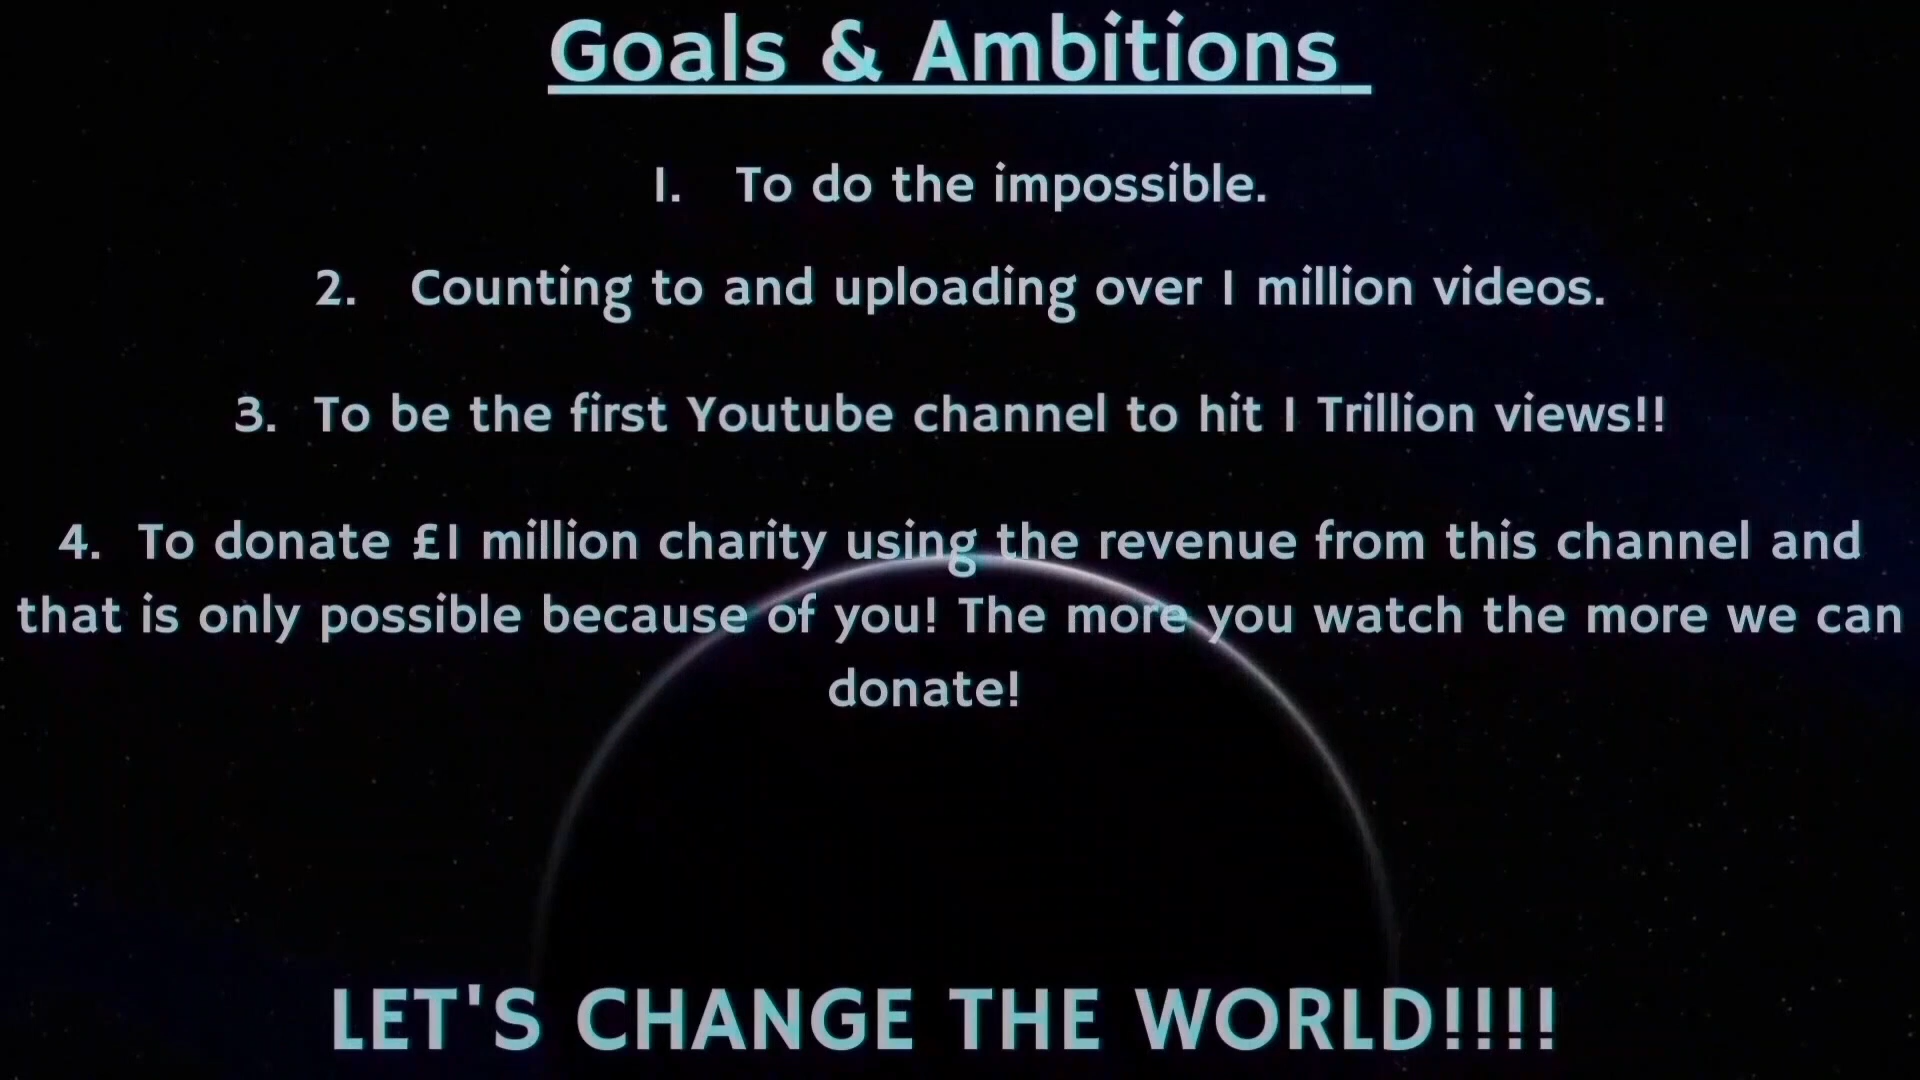 Goals & Ambitions
1. To do the impossible.
2. Counting to and uploading over 1 million videos.
3. To be the first Youtube channel to hit 1 Trillion views!!
4. To donate £1 million charity using the revenue from this channel and
that is only possible because of you! The more you watch the more we can
donate!
LET'S CHANGE THE WORLD!!!!